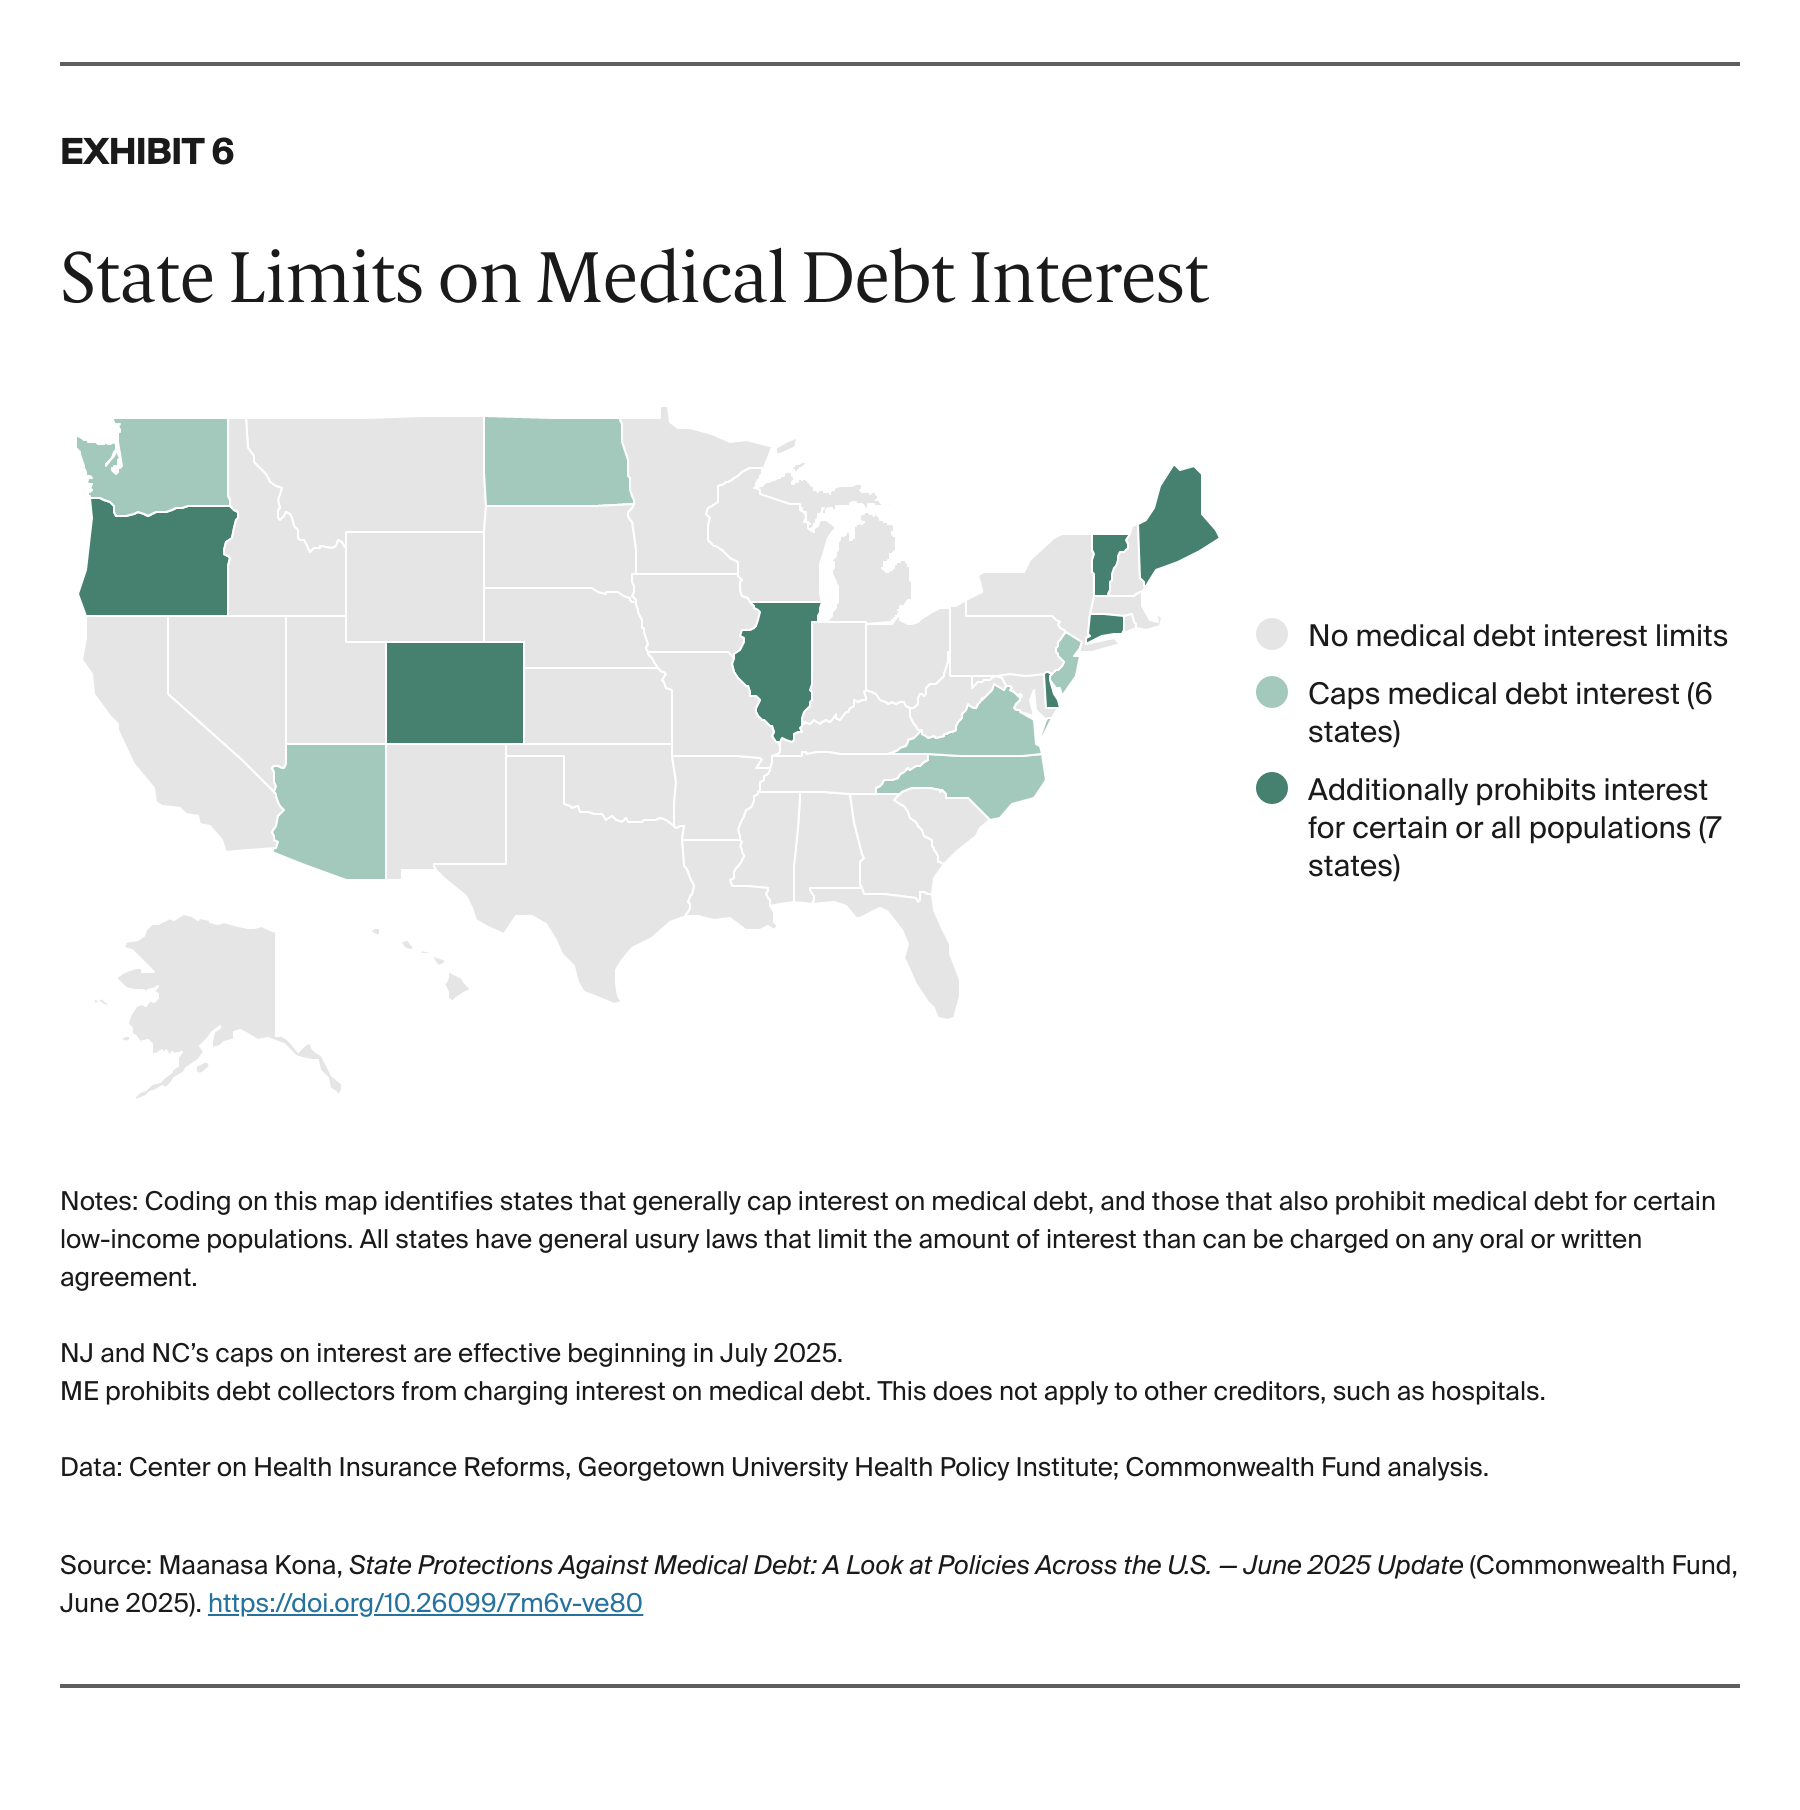 EXHIBIT 6
State Limits on Medical Debt Interest
No medical debt interest limits
Caps medical debt interest (6
states)
Additionally prohibits interest
for certain or all populations (7
states)
Notes: Coding on this map identifies states that generally cap interest on medical debt, and those that also prohibit medical debt for certain
low-income populations. All states have general usury laws that limit the amount of interest than can be charged on any oral or written
agreement.
NJ and NC’s caps on interest are effective beginning in July 2025.
ME prohibits debt collectors from charging interest on medical debt. This does not apply to other creditors, such as hospitals.
Data: Center on Health Insurance Reforms, Georgetown University Health Policy Institute; Commonwealth Fund analysis.
Source: Maanasa Kona, State Protections Against Medical Debt: A Look at Policies Across the U.S. — June 2025 Update (Commonwealth Fund,
June 2025). https://doi.org/10.26099/7m6v-ve80